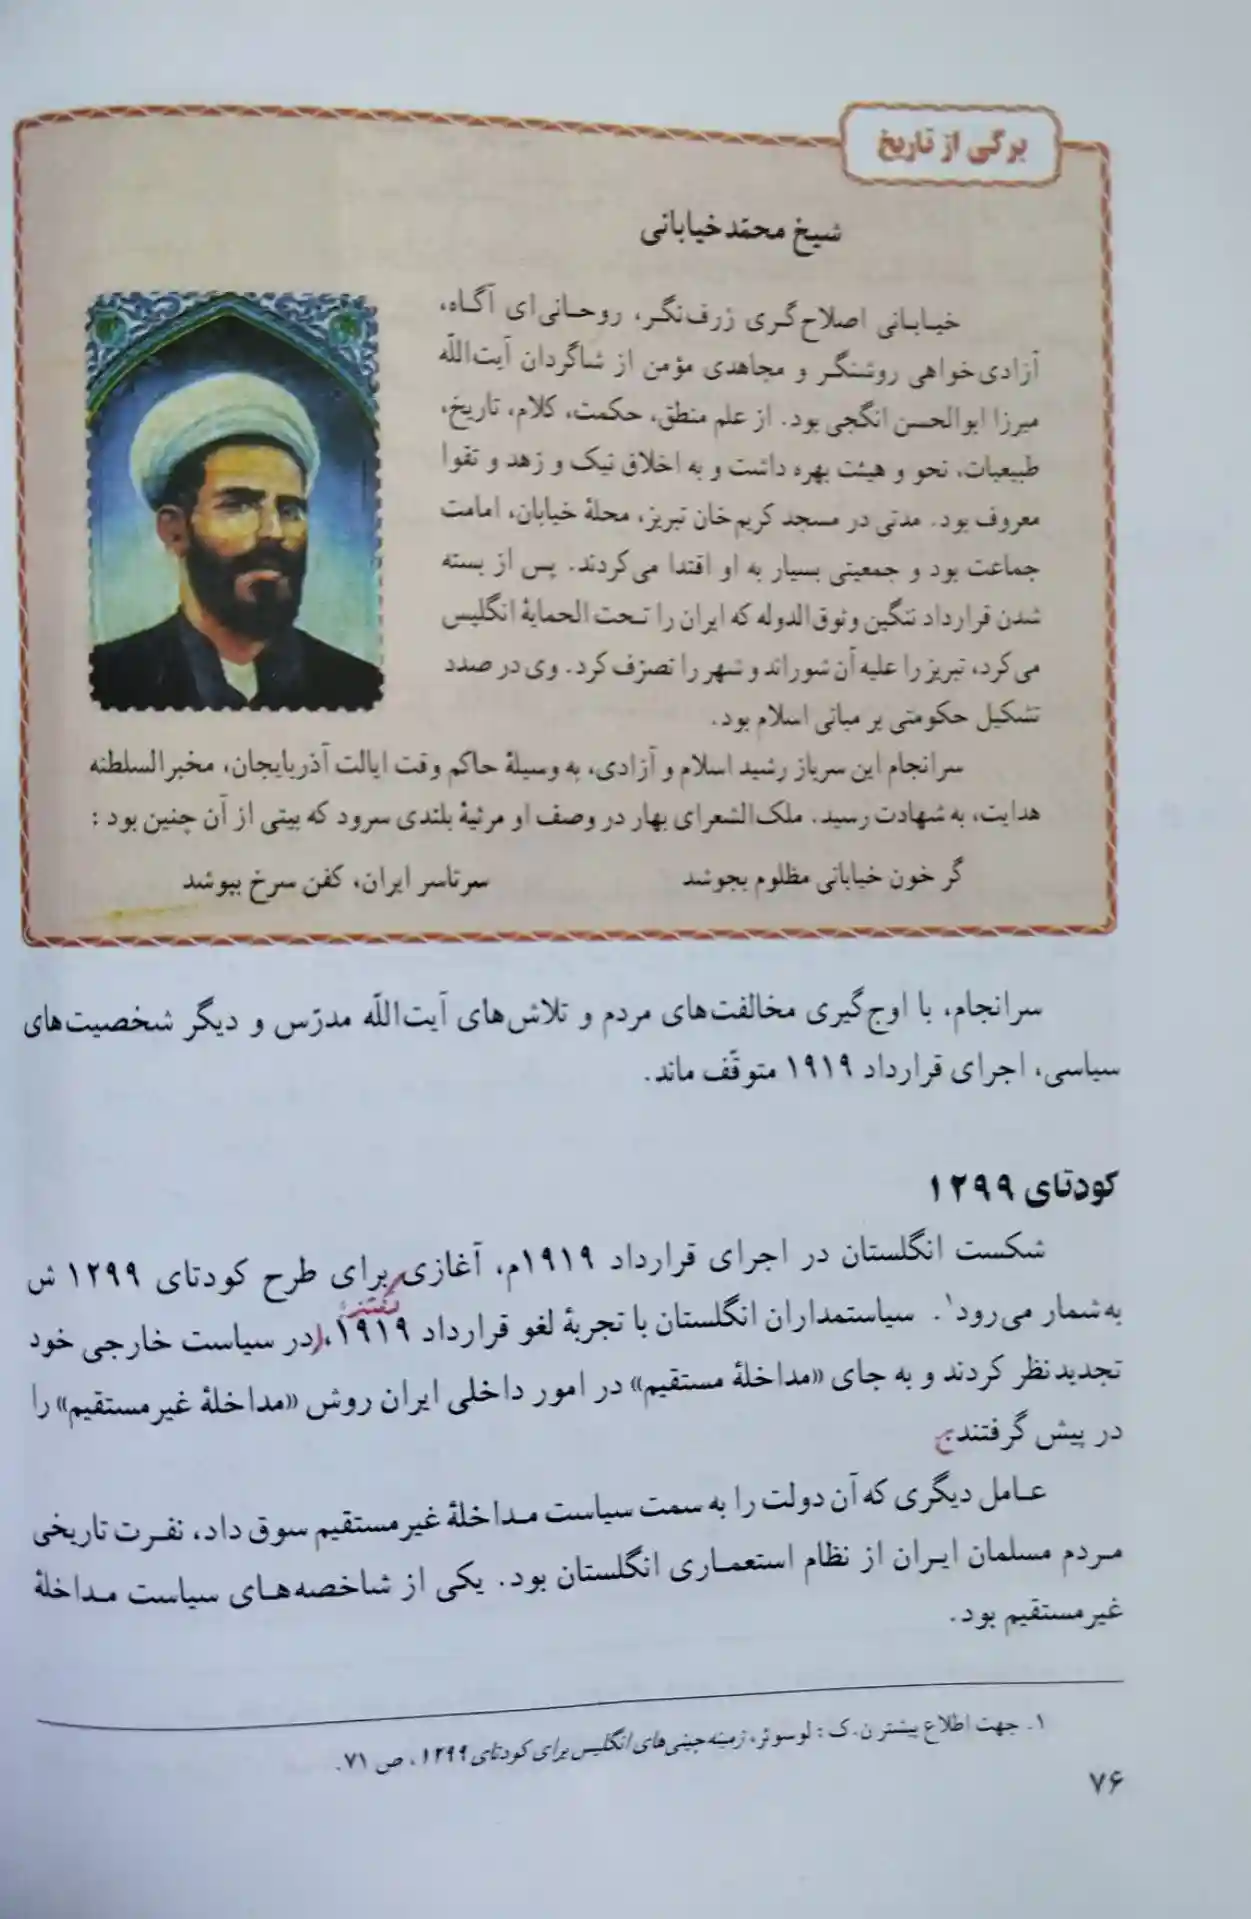 برگی از تاریخ
شیخ محمّد خیابانی
خیابانی اصلاح‌گری ژرف‌نگر، روحانی‌ای آگاه،
آزادی‌خواهی روشنگر و مجاهدی مؤمن از شاگردان آیت‌اللّه
میرزا ابوالحسن انگجی بود. از علم منطق، حکمت، کلام، تاریخ،
طبیعیات، نحو و هیئت بهره داشت و به اخلاق نیک و زهد و تقوا
معروف بود. مدتی در مسجد کریم خان تبریز، محلهٔ خیابان، امامت
جماعت بود و جمعیتی بسیار به او اقتدا می‌کردند. پس از بسته
شدن قرارداد ننگین وثوق‌الدوله که ایران را تحت الحمایهٔ انگلیس
می‌کرد، تبریز را علیه آن شوراند و شهر را تصرّف کرد. وی در صدد
تشکیل حکومتی بر مبانی اسلام بود.
سرانجام این سرباز رشید اسلام و آزادی، به وسیلهٔ حاکم وقت ایالت آذربایجان، مخبرالسلطنه
هدایت، به شهادت رسید. ملک‌الشعرای بهار در وصف او مرثیهٔ بلندی سرود که بیتی از آن چنین بود :
گر خون خیابانی مظلوم بجوشد سرتاسر ایران، کفن سرخ بپوشد
سرانجام، با اوج‌گیری مخالفت‌های مردم و تلاش‌های آیت‌اللّه مدرّس و دیگر شخصیت‌های
سیاسی، اجرای قرارداد ۱۹۱۹ متوقّف ماند.
کودتای ۱۲۹۹
شکست انگلستان در اجرای قرارداد ۱۹۱۹م، آغازی برای طرح کودتای ۱۲۹۹ ش
به‌شمار می‌رود۱. سیاستمداران انگلستان با تجربهٔ لغو قرارداد ۱۹۱۹، در سیاست خارجی خود
تجدیدنظر کردند و به جای «مداخلهٔ مستقیم» در امور داخلی ایران روش «مداخلهٔ غیرمستقیم» را
در پیش گرفتند
عامل دیگری که آن دولت را به سمت سیاست مداخلهٔ غیرمستقیم سوق داد، نفرت تاریخی
مردم مسلمان ایران از نظام استعماری انگلستان بود. یکی از شاخصه‌های سیاست مداخلهٔ
غیرمستقیم بود.
۱. جهت اطلاع بیشتر ن.ک : لوسوئر، زمینه‌چینی‌های انگلیس برای کودتای ۱۲۹۹، ص ۷۱.
۷۶